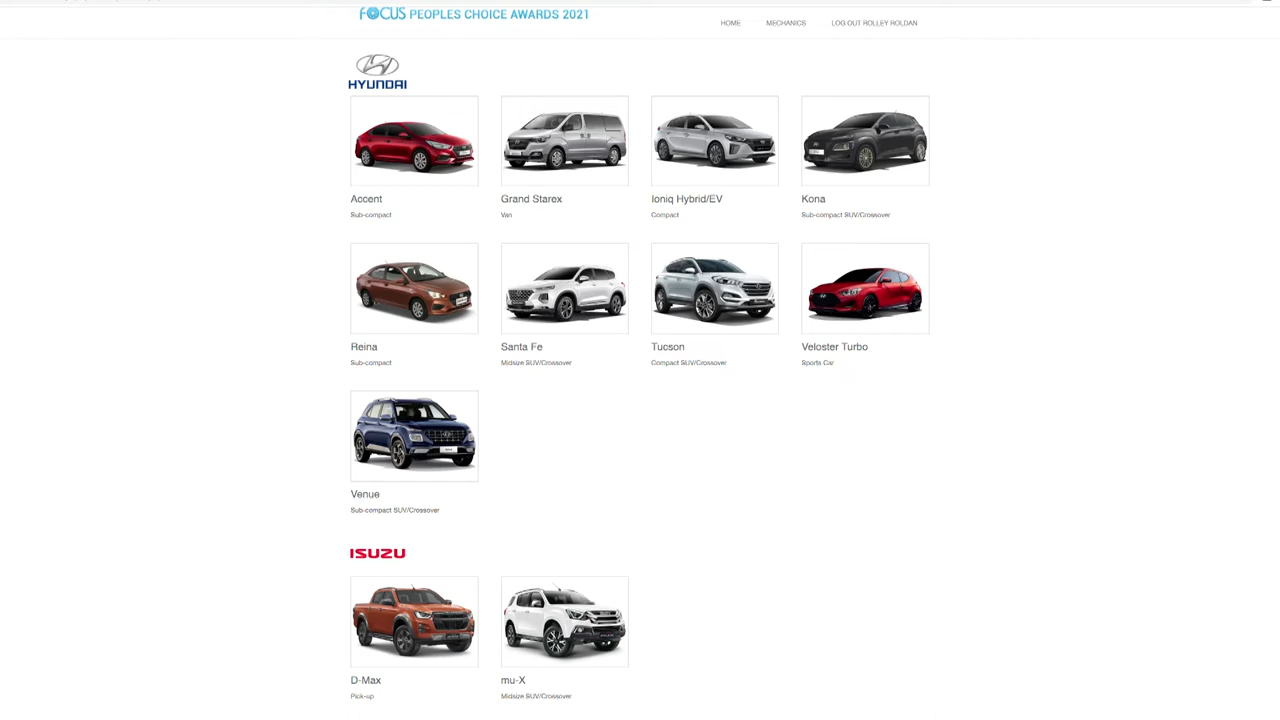 FOCUS PEOPLES CHOICE AWARDS 2021
HOME MECHANICS LOG OUT ROLLEY ROLDAN
HYUNDAI
Accent Grand Starex Ioniq Hybrid/EV Kona
Sub-compact Van Compact Sub-compact SUV/Crossover
Reina Santa Fe Tucson Veloster Turbo
Sub-compact Midsize SUV/Crossover Compact SUV/Crossover Sports Car
Venue
Sub-compact SUV/Crossover
ISUZU
D-Max mu-X
Pick-up Midsize SUV/Crossover